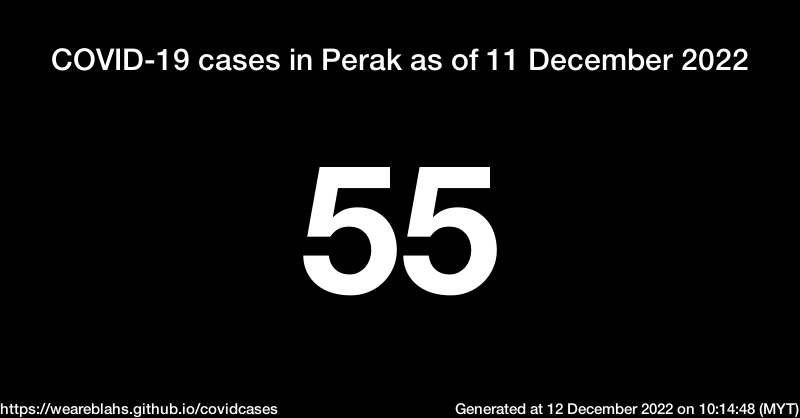 COVID-19 cases in Perak as of 11 December 2022
55
https://weareblahs.github.io/covidcases
Generated at 12 December 2022 on 10:14:48 (MYT)